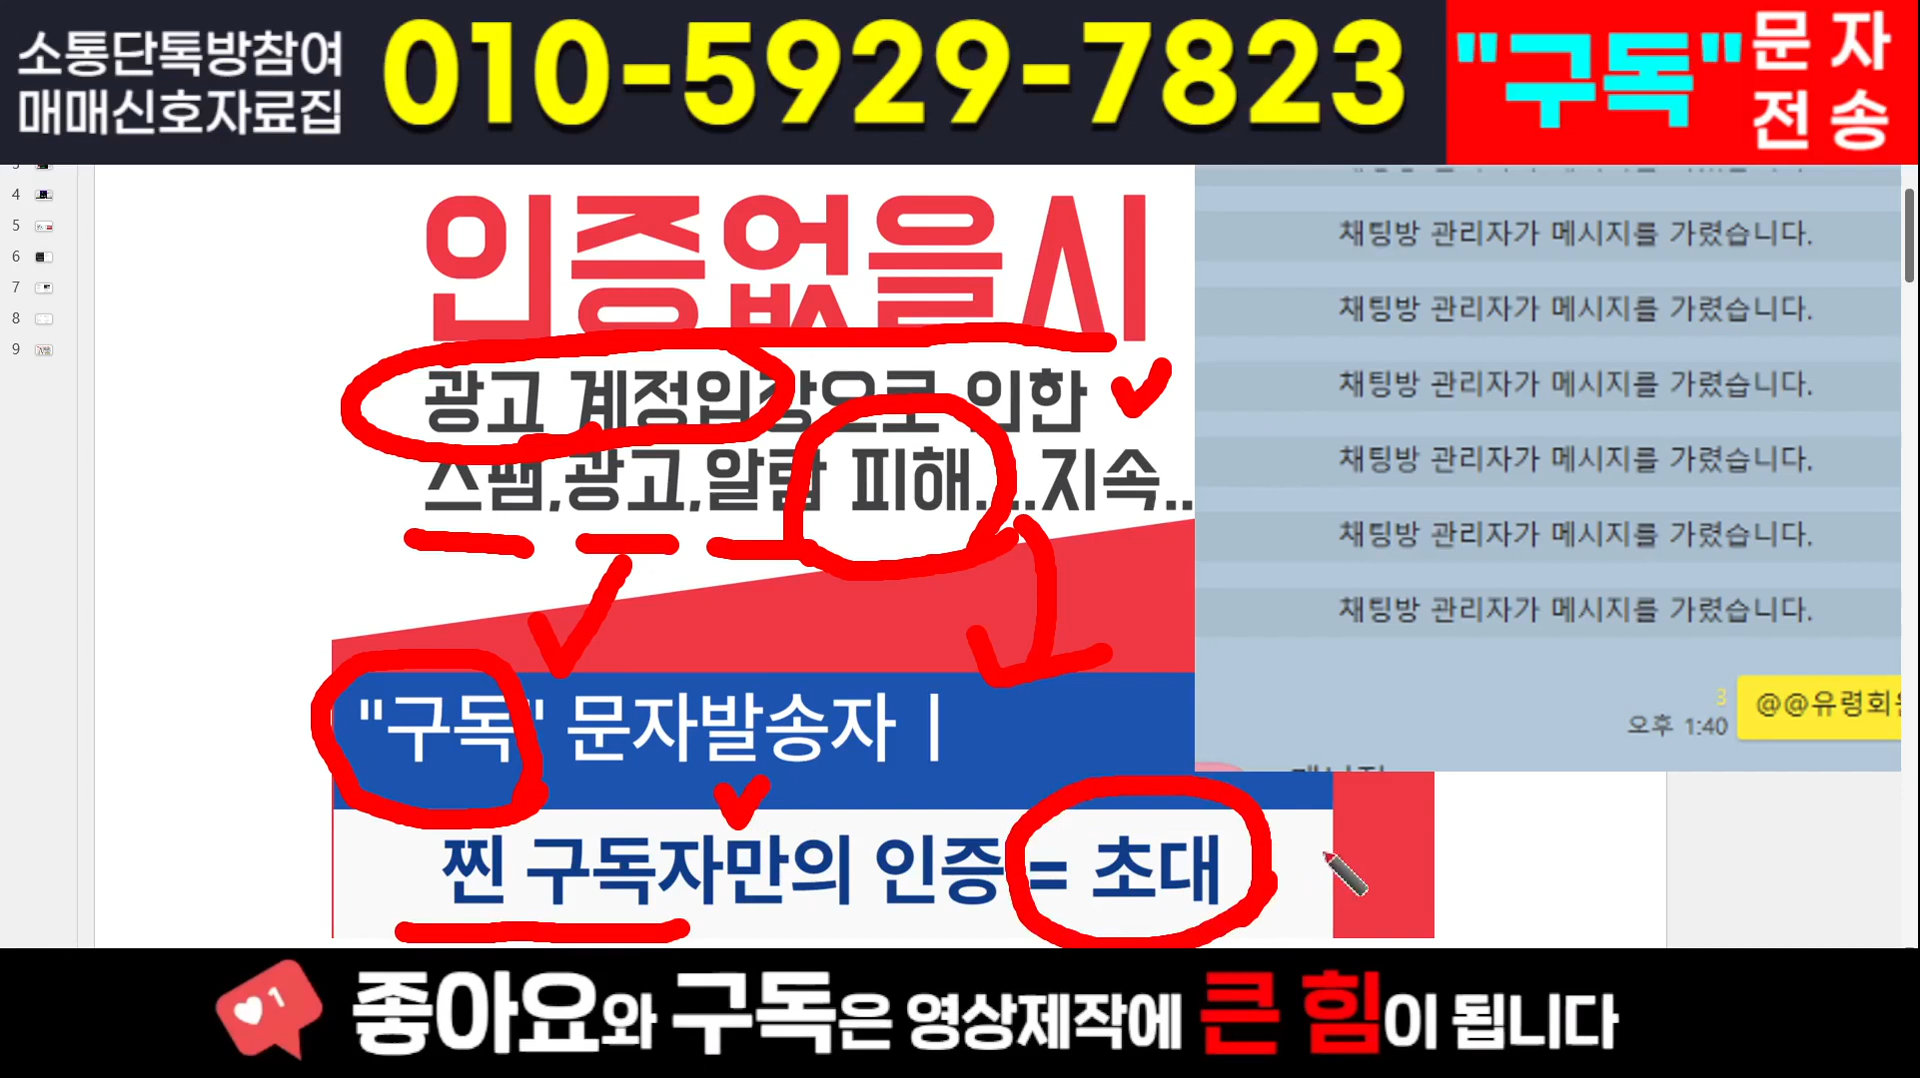 소통단톡방참여
매매신호자료집
010-5929-7823
"구독"
문자
전송
4
5
6
7
8
9
인증없을시
광고 계정입장으로 의한
스팸,광고,알람 피해....지속..
"구독" 문자발송자 |
찐 구독자만의 인증 = 초대
채팅방 관리자가 메시지를 가렸습니다.
채팅방 관리자가 메시지를 가렸습니다.
채팅방 관리자가 메시지를 가렸습니다.
채팅방 관리자가 메시지를 가렸습니다.
채팅방 관리자가 메시지를 가렸습니다.
채팅방 관리자가 메시지를 가렸습니다.
3
오후 1:40
@@유령회
1
좋아요와 구독은 영상제작에 큰 힘이 됩니다